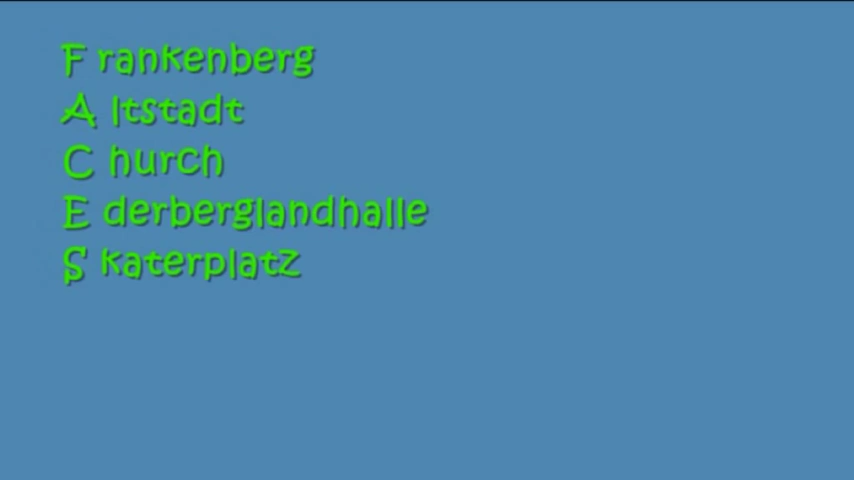 F rankenberg
A ltstadt
C hurch
E derberglandhalle
S katerplatz